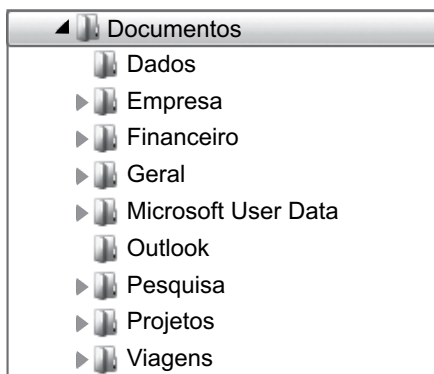 Documentos
Dados
Empresa
Financeiro
Geral
Microsoft User Data
Outlook
Pesquisa
Projetos
Viagens